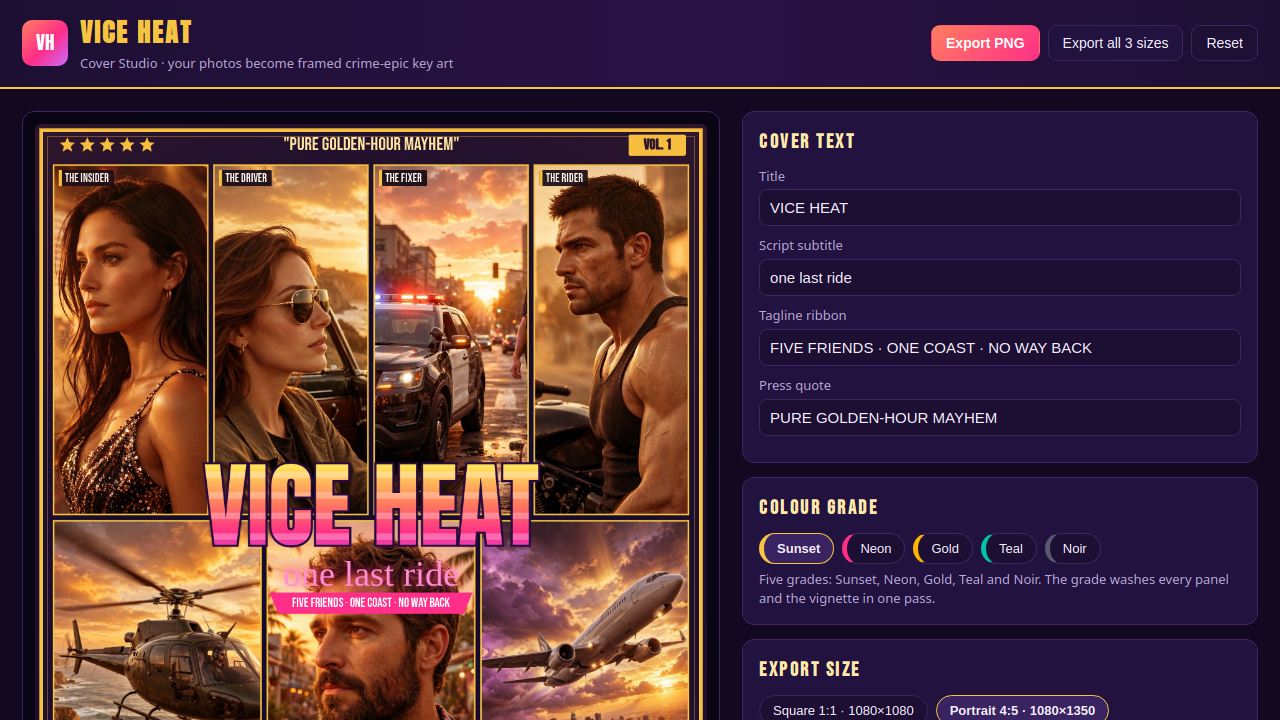 VH
VICE HEAT
Cover Studio · your photos become framed crime-epic key art
Export PNG
Export all 3 sizes
Reset
"PURE GOLDEN-HOUR MAYHEM"
VOL. 1
THE INSIDER
THE DRIVER
THE FIXER
THE RIDER
VICE HEAT
one last ride
FIVE FRIENDS · ONE COAST · NO WAY BACK
COVER TEXT
Title
VICE HEAT
Script subtitle
one last ride
Tagline ribbon
FIVE FRIENDS · ONE COAST · NO WAY BACK
Press quote
PURE GOLDEN-HOUR MAYHEM
COLOUR GRADE
Sunset
Neon
Gold
Teal
Noir
Five grades: Sunset, Neon, Gold, Teal and Noir. The grade washes every panel
and the vignette in one pass.
EXPORT SIZE
Square 1:1 · 1080×1080
Portrait 4:5 · 1080×1350